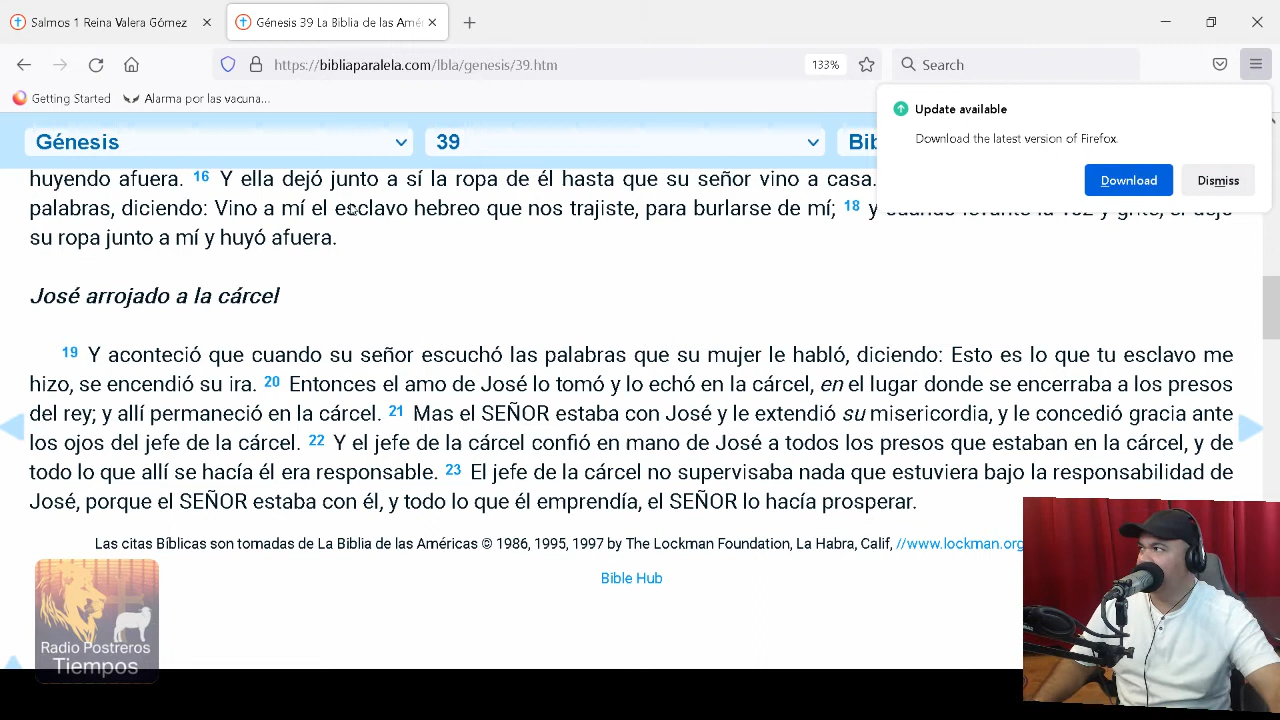 Salmos 1 Reina Valera Gómez
Génesis 39 La Biblia de las Amé
https://bibliaparalela.com/lbla/genesis/39.htm
133%
Search
Getting Started
Alarma por las vacuna...
Update available
Download the latest version of Firefox.
Download
Dismiss
Génesis
39
Bib
huyendo afuera. 16 Y ella dejó junto a sí la ropa de él hasta que su señor vino a casa.
palabras, diciendo: Vino a mí el esclavo hebreo que nos trajiste, para burlarse de mí; 18 y cuando levanté la voz y grité, él dejó
su ropa junto a mí y huyó afuera.
José arrojado a la cárcel
19 Y aconteció que cuando su señor escuchó las palabras que su mujer le habló, diciendo: Esto es lo que tu esclavo me
hizo, se encendió su ira. 20 Entonces el amo de José lo tomó y lo echó en la cárcel, en el lugar donde se encerraba a los presos
del rey; y allí permaneció en la cárcel. 21 Mas el SEÑOR estaba con José y le extendió su misericordia, y le concedió gracia ante
los ojos del jefe de la cárcel. 22 Y el jefe de la cárcel confió en mano de José a todos los presos que estaban en la cárcel, y de
todo lo que allí se hacía él era responsable. 23 El jefe de la cárcel no supervisaba nada que estuviera bajo la responsabilidad de
José, porque el SEÑOR estaba con él, y todo lo que él emprendía, el SEÑOR lo hacía prosperar.
Las citas Bíblicas son tomadas de La Biblia de las Américas © 1986, 1995, 1997 by The Lockman Foundation, La Habra, Calif, //www.lockman.org
Bible Hub
Radio Postreros
Tiempos